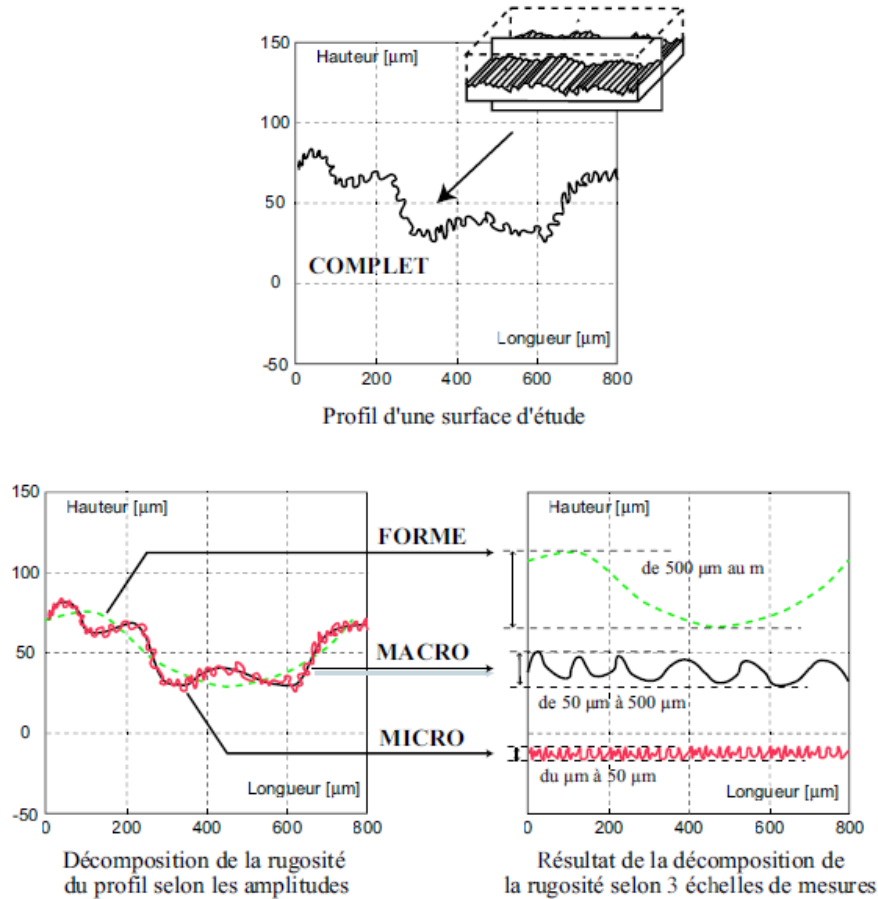 150
Hauteur [µm]
100
50
COMPLET
0
Longueur [µm]
-50
0 200 400 600 800
Profil d'une surface d'étude
150
Hauteur [µm]
100
50
0
Longueur [µm]
-50
0 200 400 600 800
FORME
MACRO
MICRO
Hauteur [µm]
de 500 µm au m
de 50 µm à 500 µm
du µm à 50 µm
Longueur [µm]
0 200 400 600 800
Décomposition de la rugosité
du profil selon les amplitudes
Résultat de la décomposition de
la rugosité selon 3 échelles de mesures